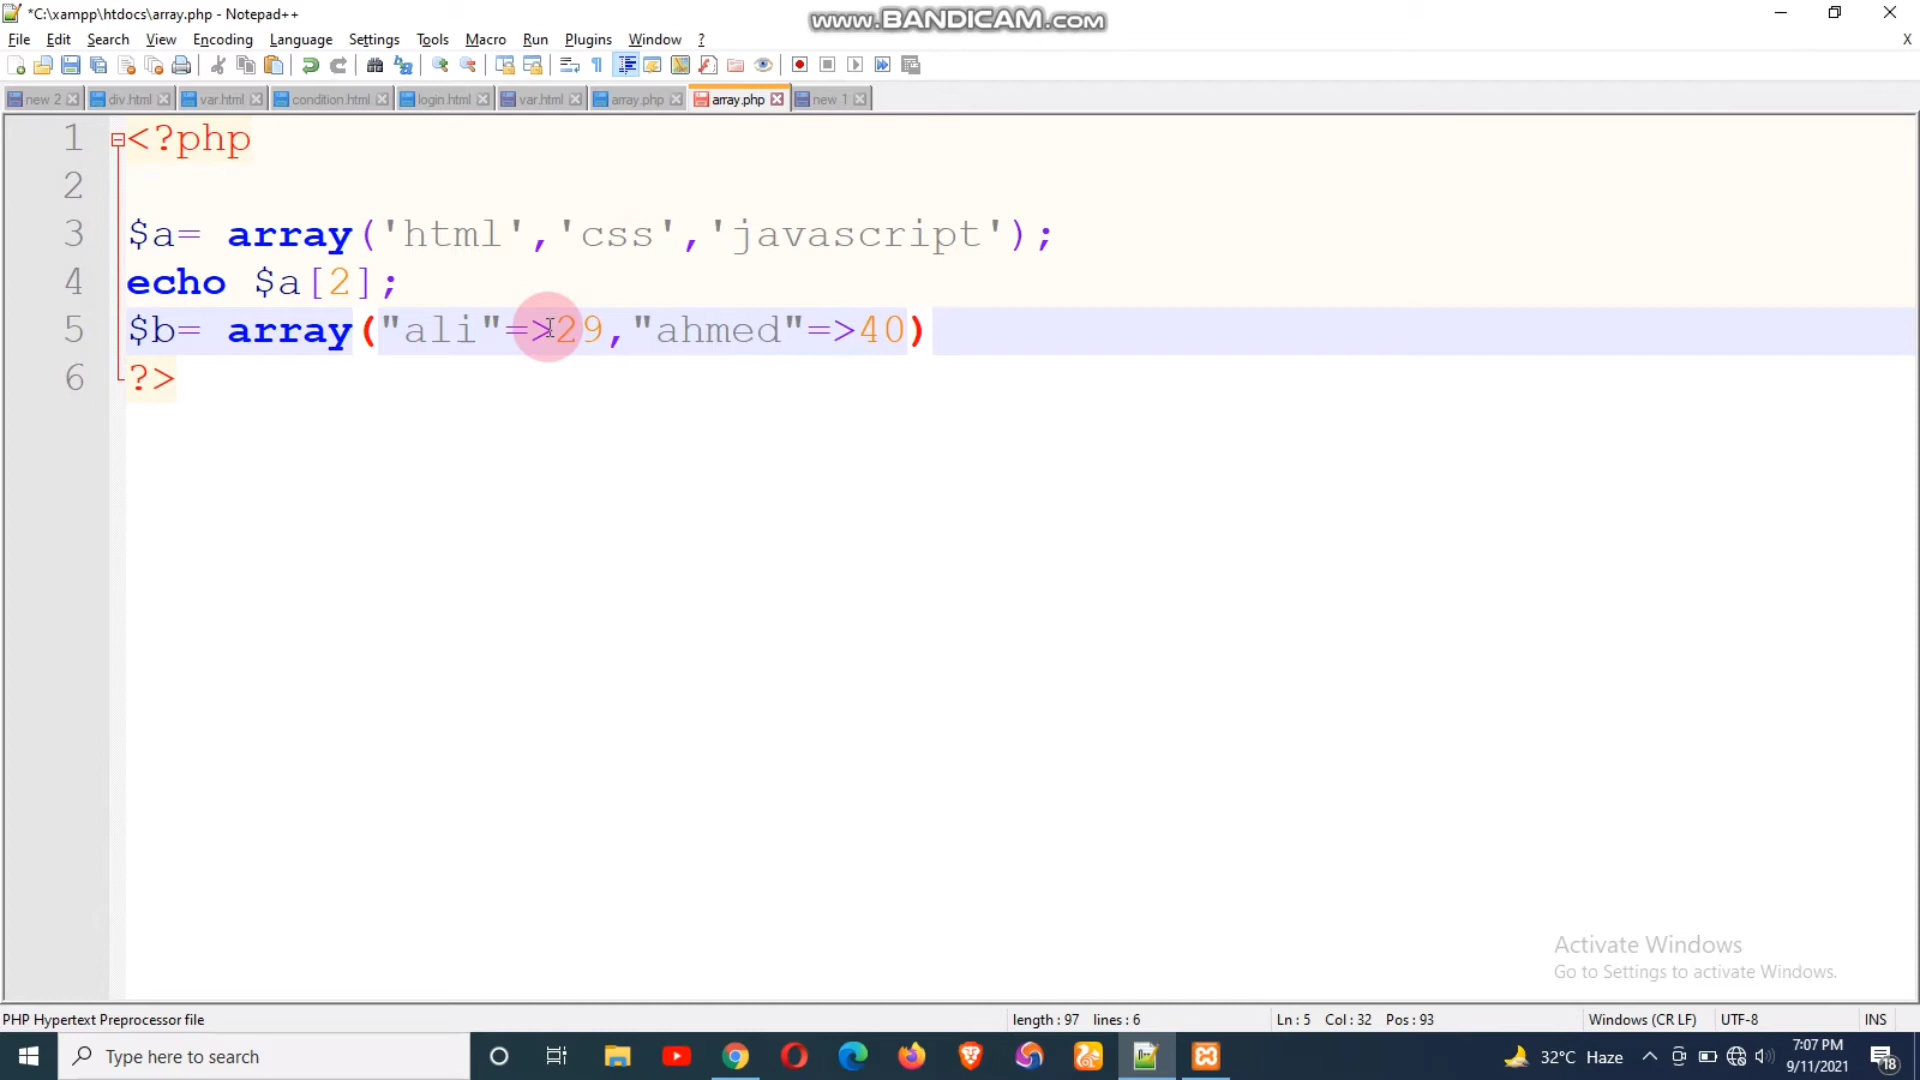 *C:\xampp\htdocs\array.php - Notepad++
www.BANDICAM.com
File Edit Search View Encoding Language Settings Tools Macro Run Plugins Window ? X
new 2 div.html var.html condition.html login.html var.html array.php array.php new 1
1 <?php
2
3 $a= array('html','css','javascript');
4 echo $a[2];
5 $b= array("ali"=>29,"ahmed"=>40)
6 ?>
Activate Windows
Go to Settings to activate Windows.
PHP Hypertext Preprocessor file length : 97 lines : 6 Ln : 5 Col : 32 Pos : 93 Windows (CR LF) UTF-8 INS
Type here to search 32°C Haze 7:07 PM
9/11/2021 18